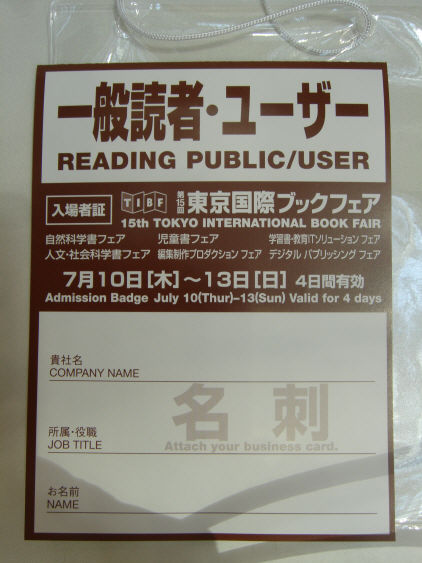 一般読者・ユーザー
READING PUBLIC/USER
入場者証 TIBF 第15回 東京国際ブックフェア
15th TOKYO INTERNATIONAL BOOK FAIR
自然科学書フェア 児童書フェア 学習書・教育ITソリューション フェア
人文・社会科学書フェア 編集制作プロダクション フェア デジタル パブリッシング フェア
7月10日[木]～13日[日] 4日間有効
Admission Badge July 10(Thur)–13(Sun) Valid for 4 days
貴社名
COMPANY NAME
名刺
Attach your business card.
所属・役職
JOB TITLE
お名前
NAME